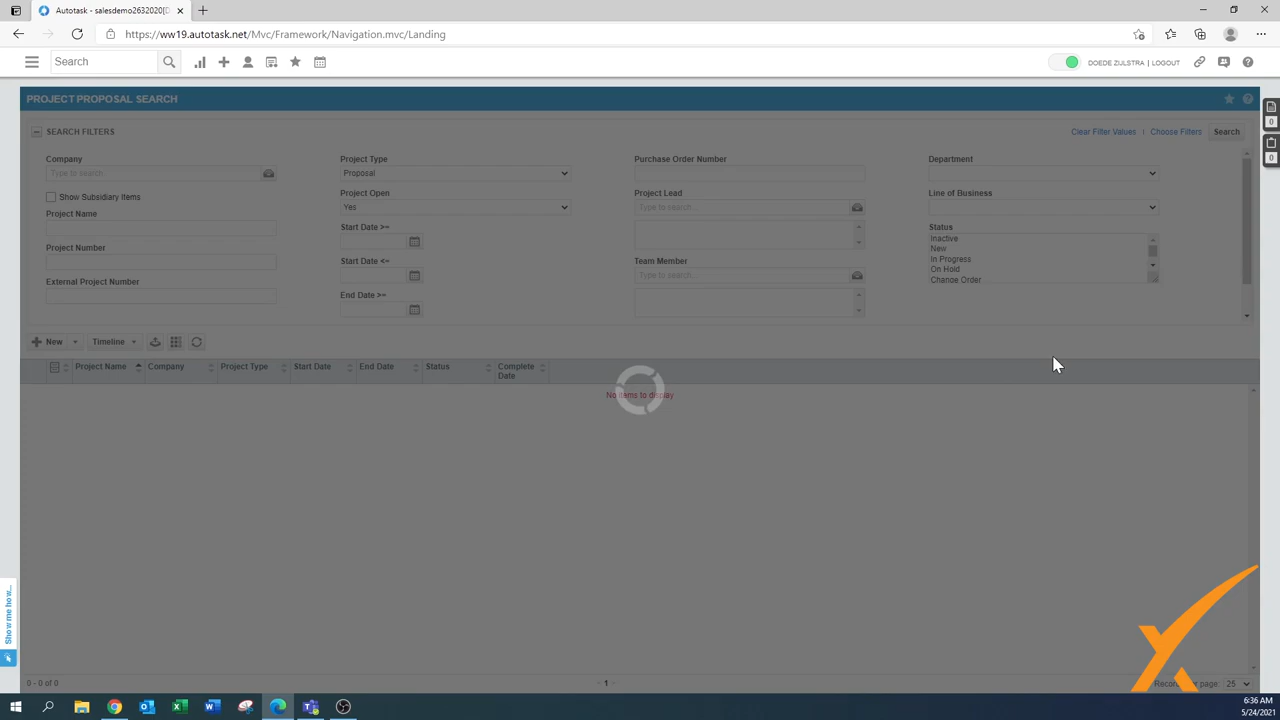 Autotask - salesdemo2632020[D
https://ww19.autotask.net/Mvc/Framework/Navigation.mvc/Landing
Search
DOEDE ZIJLSTRA | LOGOUT
PROJECT PROPOSAL SEARCH
0
0
SEARCH FILTERS
Clear Filter Values | Choose Filters Search
Company Project Type Purchase Order Number Department
Type to search... Proposal
Show Subsidiary Items Project Open Project Lead Line of Business
Project Name Yes Type to search...
Start Date >= Status
Inactive
New
In Progress
On Hold
Change Order
Project Number Start Date <= Team Member
Type to search...
External Project Number End Date >=
New Timeline
Project Name Company Project Type Start Date End Date Status Complete Date
No items to display
Show me how...
0 - 0 of 0 1 per page: 25
6:36 AM
5/24/2021